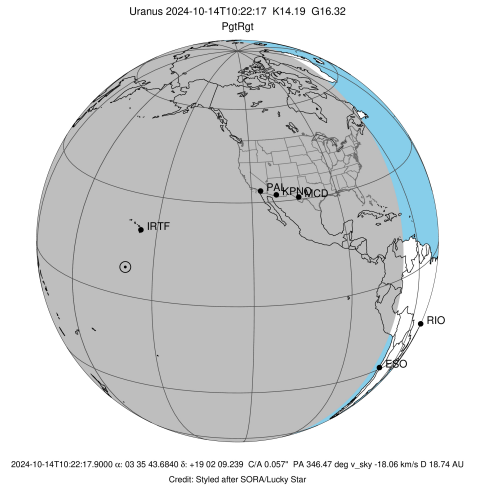 Uranus 2024-10-14T10:22:17 K14.19 G16.32
PgtRgt
PAL
KPNO
MCD
IRTF
RIO
ESO
2024-10-14T10:22:17.9000 α: 03 35 43.6840 δ: +19 02 09.239 C/A 0.057" PA 346.47 deg v_sky -18.06 km/s D 18.74 AU
Credit: Styled after SORA/Lucky Star